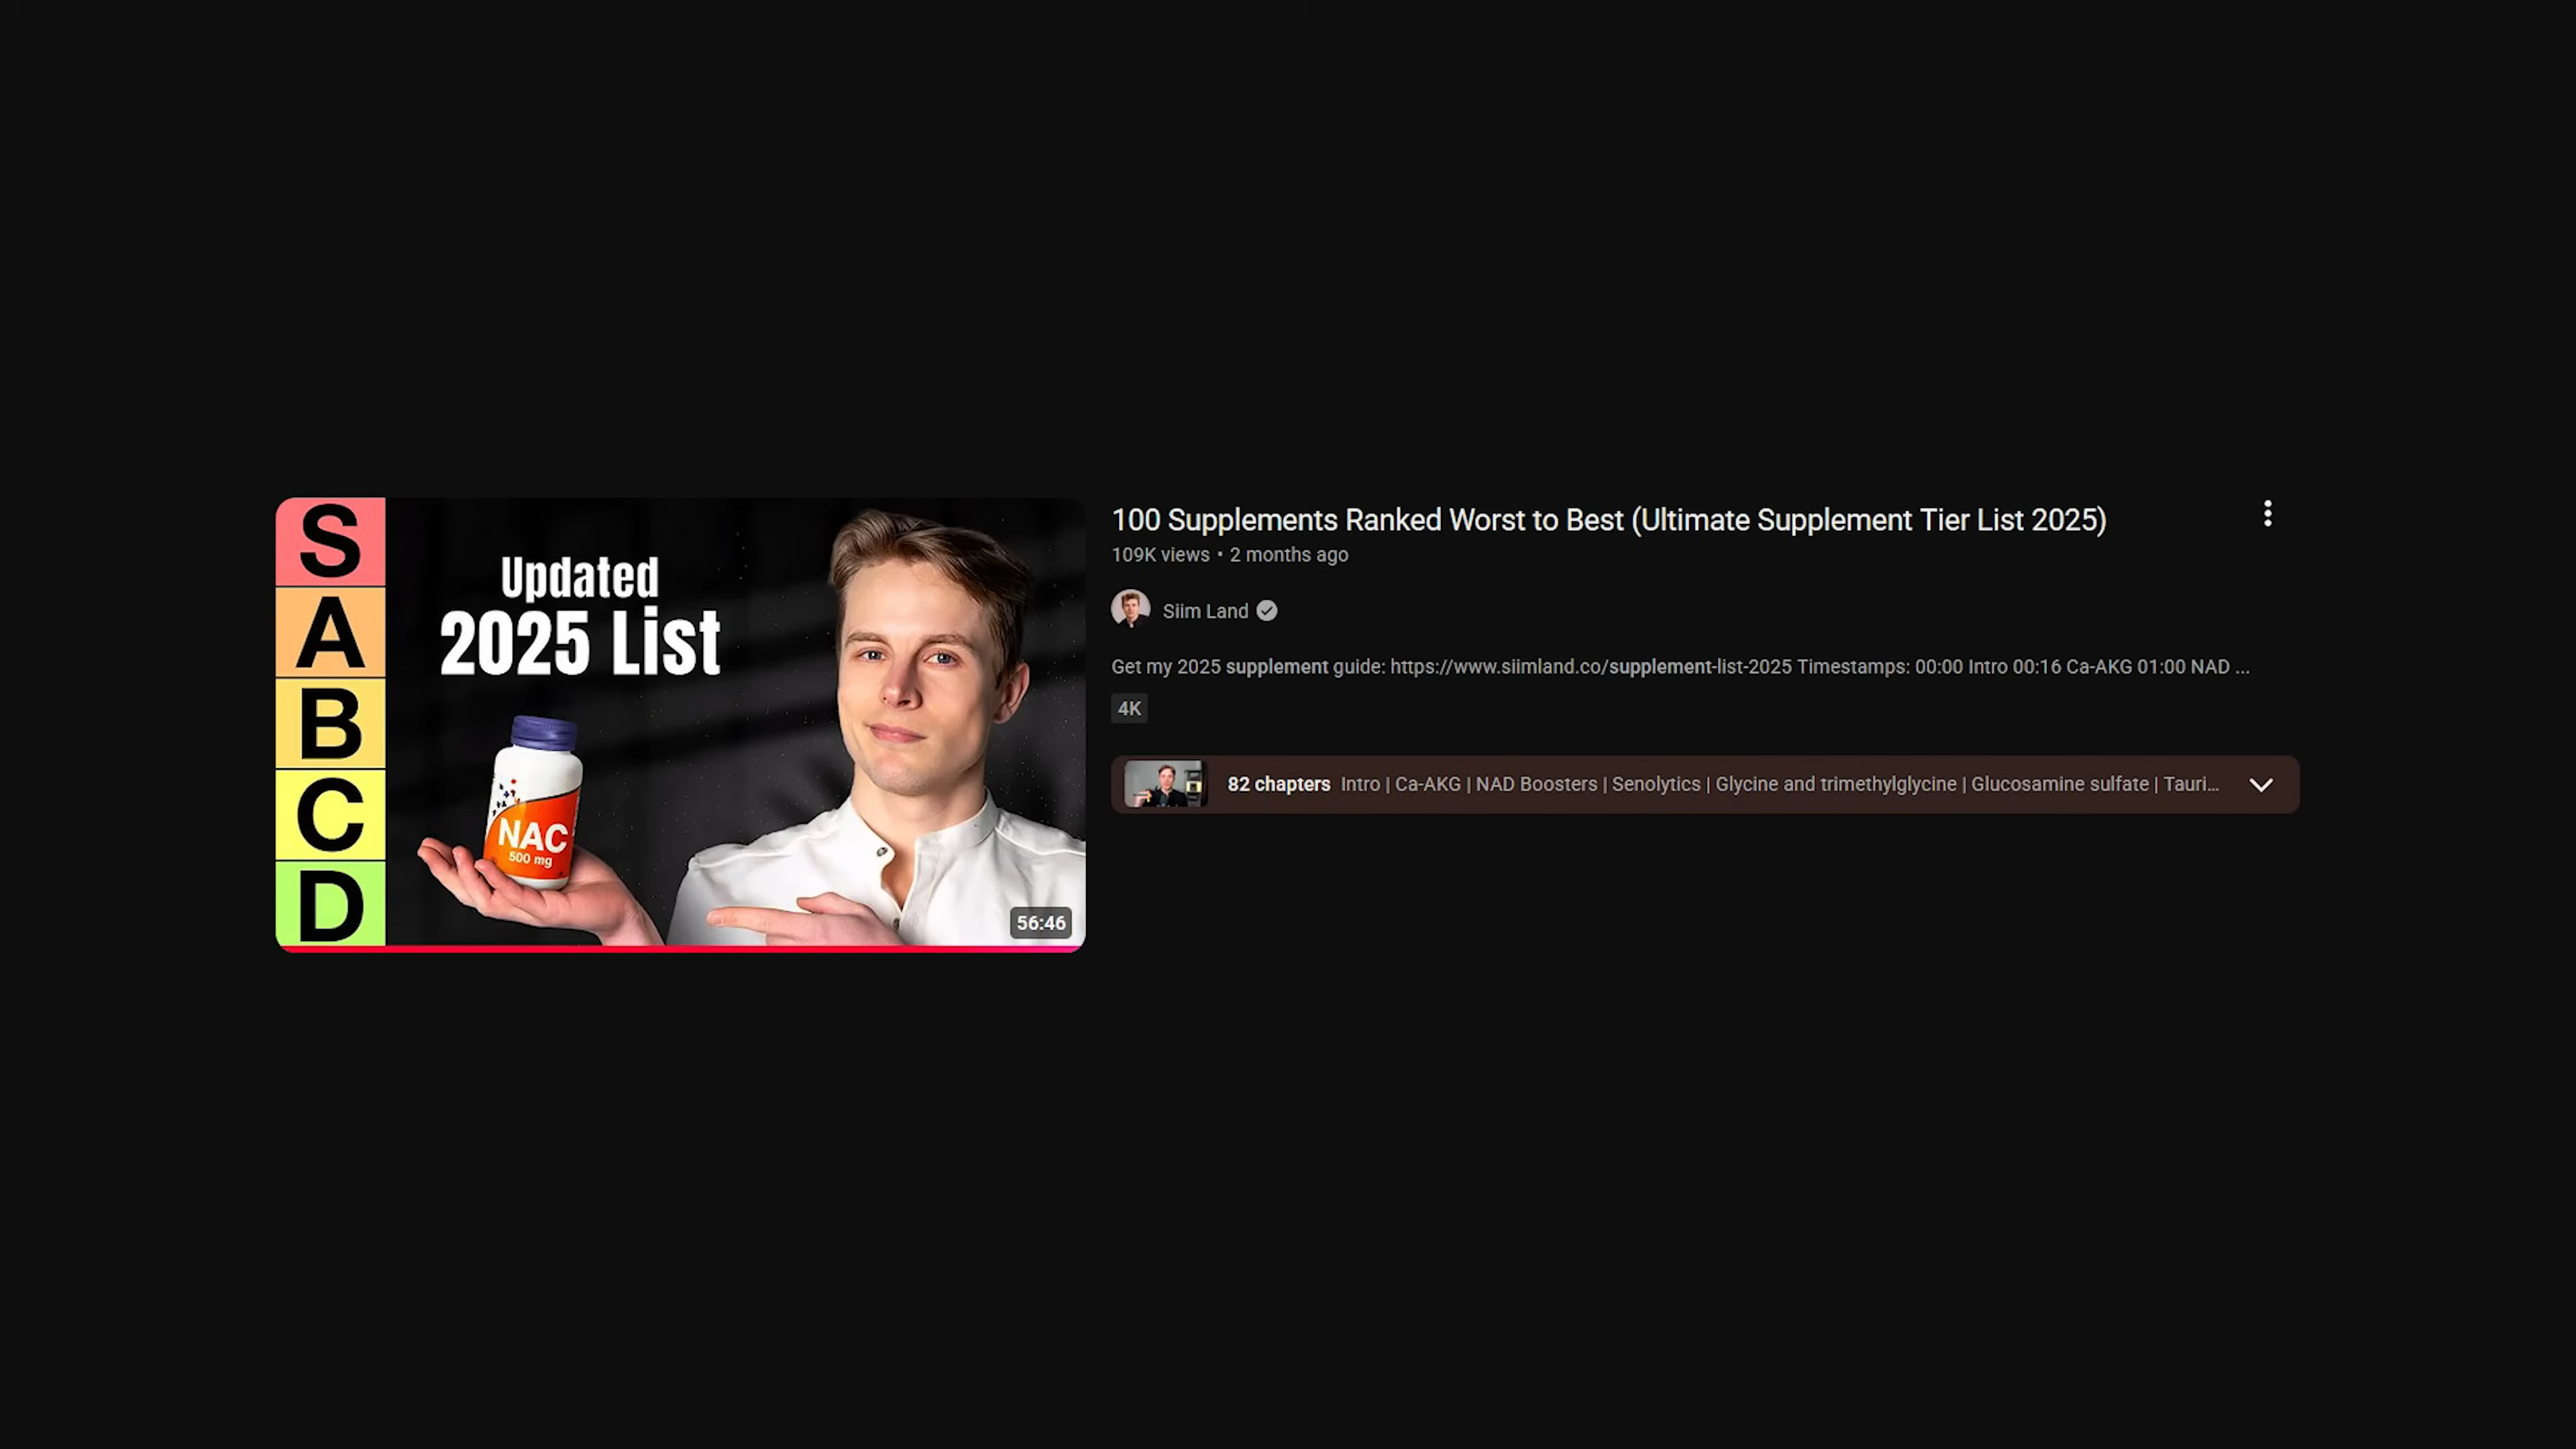 S
A
B
C
D
Updated
2025 List
NAC
500 mg
56:46
100 Supplements Ranked Worst to Best (Ultimate Supplement Tier List 2025)
109K views • 2 months ago
Siim Land
Get my 2025 supplement guide: https://www.siimland.co/supplement-list-2025 Timestamps: 00:00 Intro 00:16 Ca-AKG 01:00 NAD ...
4K
82 chapters Intro | Ca-AKG | NAD Boosters | Senolytics | Glycine and trimethylglycine | Glucosamine sulfate | Tauri...